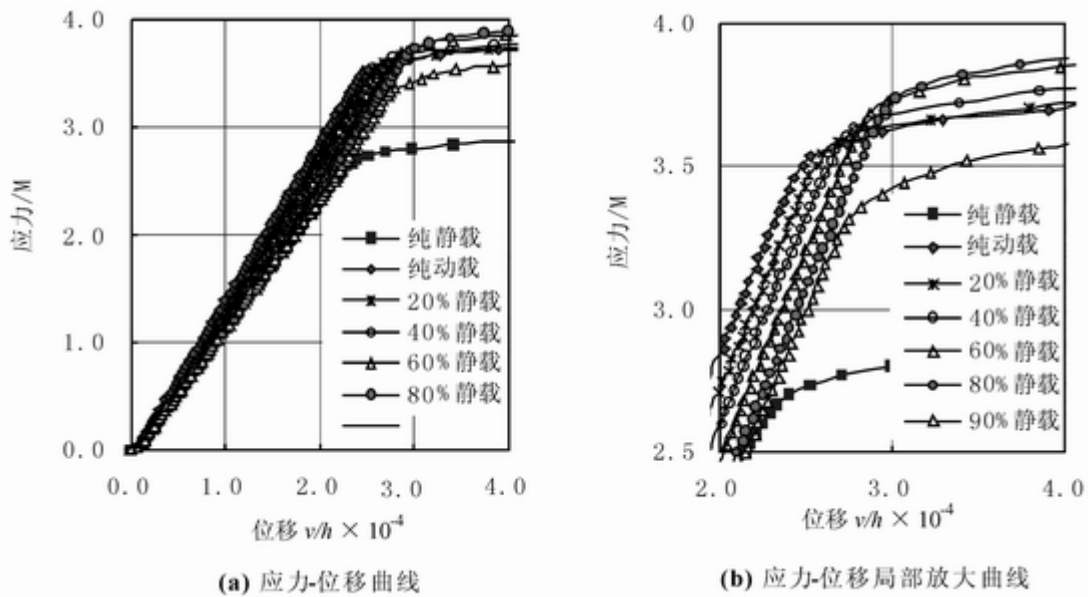 4.0
3.0
2.0
1.0
0.0
应力/M
纯静载
纯动载
20%静载
40%静载
60%静载
80%静载
0.0 1.0 2.0 3.0 4.0
位移 v/h × 10⁻⁴
(a) 应力-位移曲线
4.0
3.5
3.0
2.5
应力/M
纯静载
纯动载
20%静载
40%静载
60%静载
80%静载
90%静载
2.0 3.0 4.0
位移 v/h × 10⁻⁴
(b) 应力-位移局部放大曲线